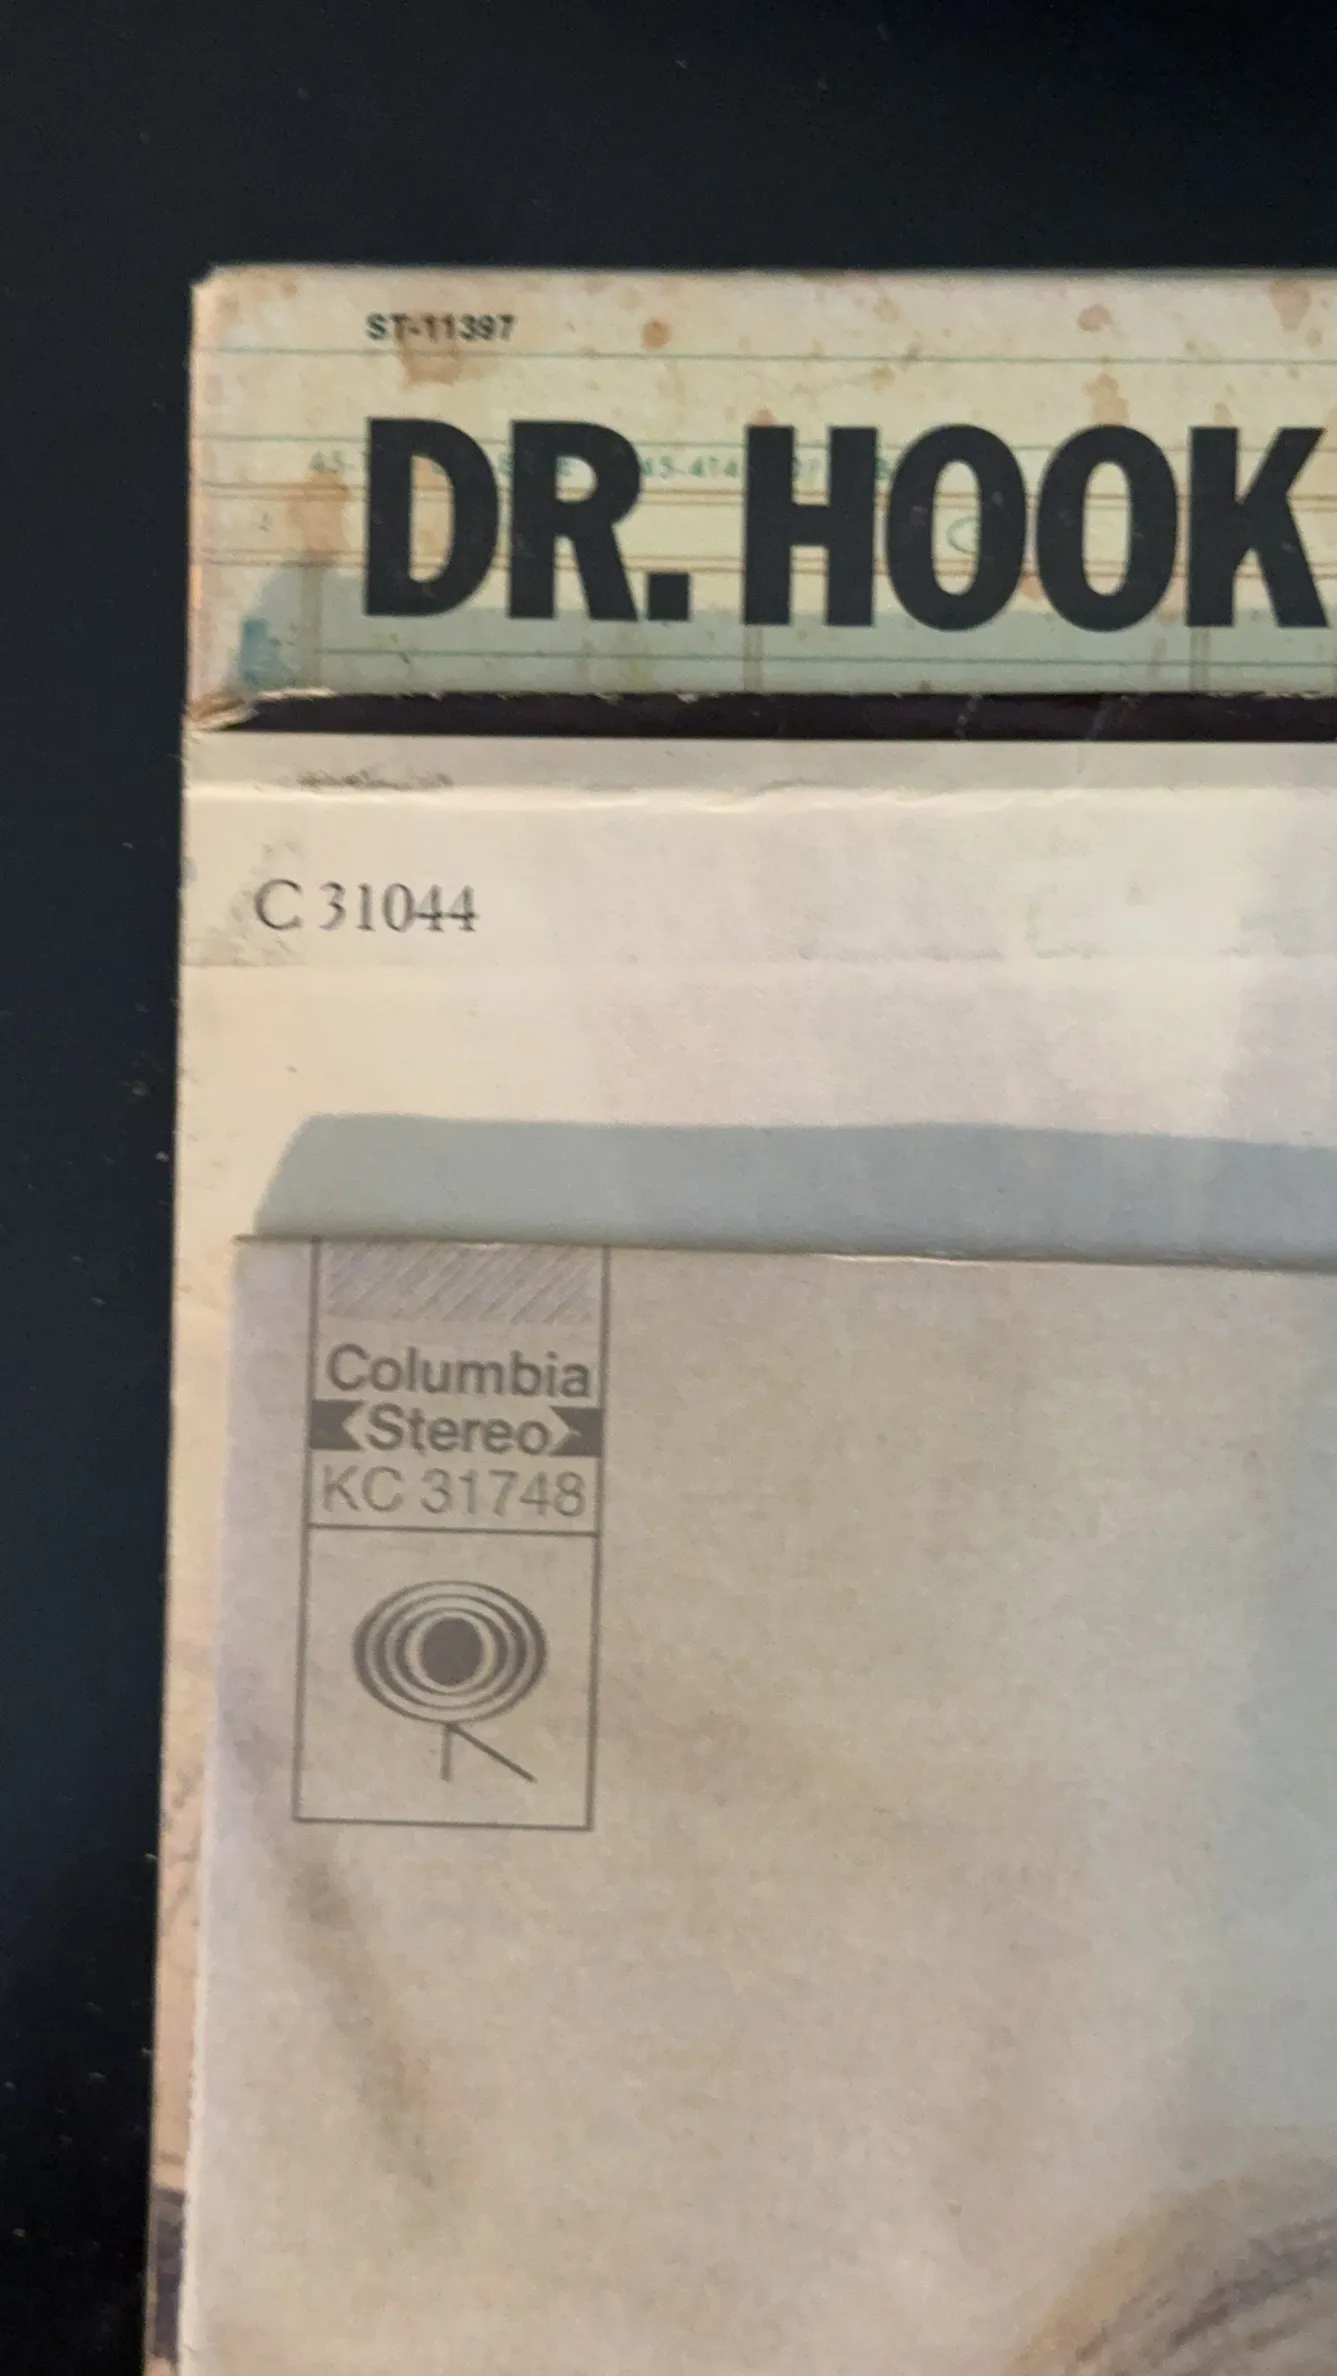 ST-11397
DR. HOOK
C 31044
Columbia
Stereo
KC 31748